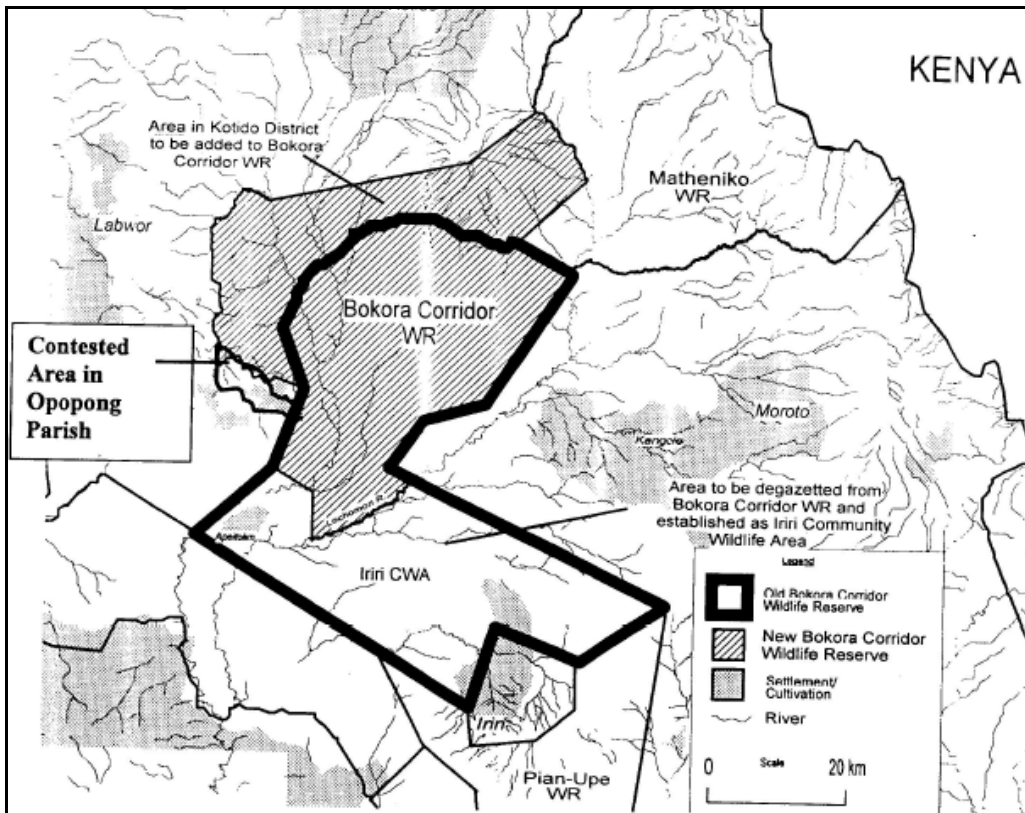 KENYA
Area in Kotido District
to be added to Bokora
Corridor WR
Matheniko
WR
Labwor
Bokora Corridor
WR
Contested
Area in
Opopong
Parish
Moroto
Kangole
Area to be degazetted from
Bokora Corridor WR and
established as Iriri Community
Wildlife Area
Lochoman R.
Iriri CWA
Iriri
Pian-Upe
WR
Legend
Old Bokora Corridor
Wildlife Reserve
New Bokora Corridor
Wildlife Reserve
Settlement/
Cultivation
River
0 Scale 20 km